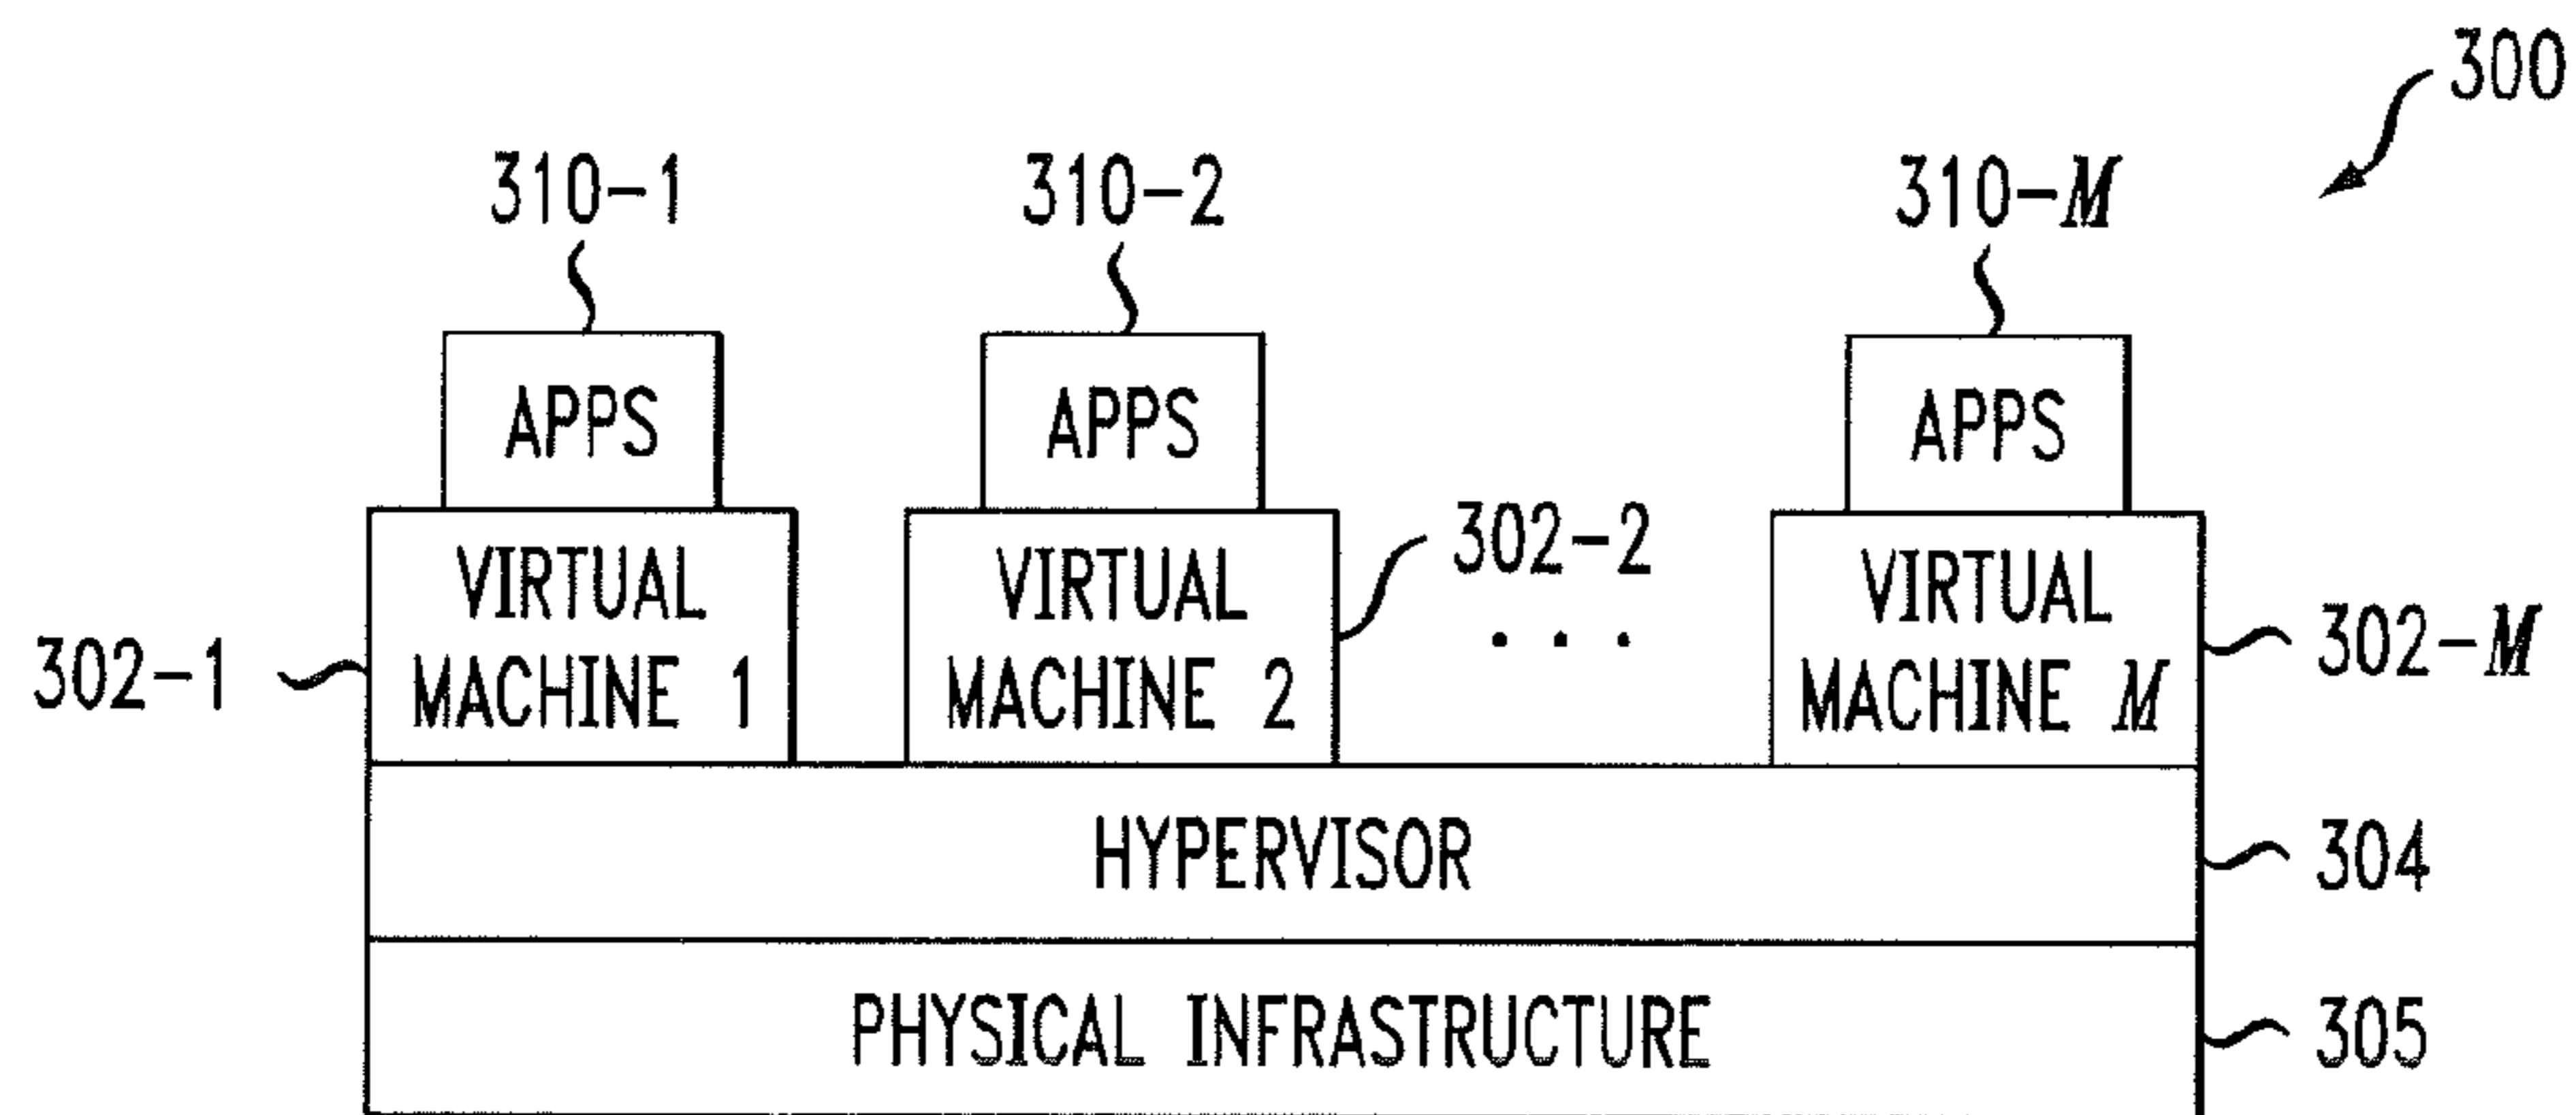 300
310-1
310-2
310-M
APPS
APPS
APPS
302-1
VIRTUAL
MACHINE 1
VIRTUAL
MACHINE 2
302-2
. . .
VIRTUAL
MACHINE M
302-M
HYPERVISOR
304
PHYSICAL INFRASTRUCTURE
305